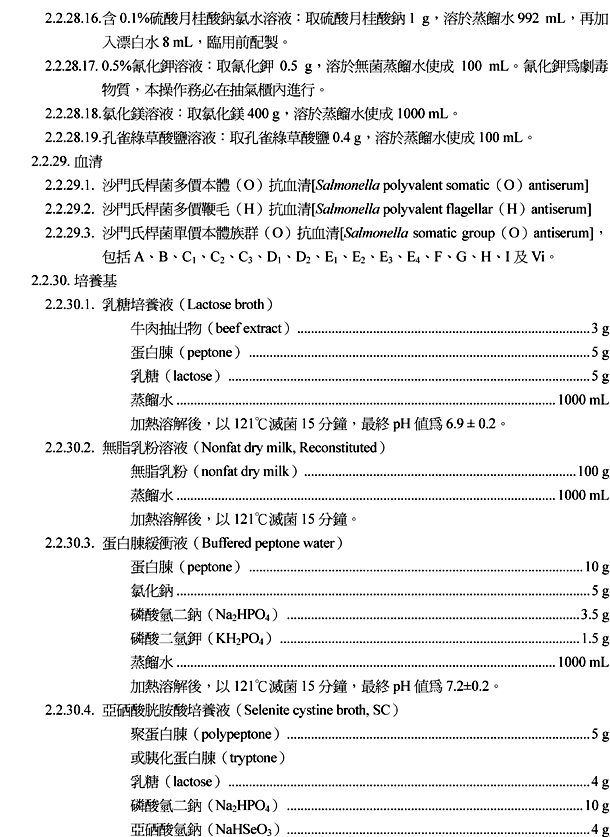 2.2.28.16.含 0.1%硫酸月桂酸鈉氯水溶液：取硫酸月桂酸鈉 1 g，溶於蒸餾水 992 mL，再加
入漂白水 8 mL，臨用前配製。
2.2.28.17. 0.5%氰化鉀溶液：取氰化鉀 0.5 g，溶於無菌蒸餾水使成 100 mL。氰化鉀爲劇毒
物質，本操作務必在抽氣櫃內進行。
2.2.28.18.氯化鎂溶液：取氯化鎂 400 g，溶於蒸餾水使成 1000 mL。
2.2.28.19.孔雀綠草酸鹽溶液：取孔雀綠草酸鹽 0.4 g，溶於蒸餾水使成 100 mL。
2.2.29. 血清
2.2.29.1. 沙門氏桿菌多價本體（O）抗血清[Salmonella polyvalent somatic（O）antiserum]
2.2.29.2. 沙門氏桿菌多價鞭毛（H）抗血清[Salmonella polyvalent flagellar（H）antiserum]
2.2.29.3. 沙門氏桿菌單價本體族群（O）抗血清[Salmonella somatic group（O）antiserum]，
包括 A、B、C₁、C₂、C₃、D₁、D₂、E₁、E₂、E₃、E₄、F、G、H、I 及 Vi。
2.2.30. 培養基
2.2.30.1. 乳糖培養液（Lactose broth）
牛肉抽出物（beef extract）...........................................................................3 g
蛋白腖（peptone）.....................................................................................5 g
乳糖（lactose）.........................................................................................5 g
蒸餾水...............................................................................................1000 mL
加熱溶解後，以 121℃滅菌 15 分鐘，最終 pH 值爲 6.9 ± 0.2。
2.2.30.2. 無脂乳粉溶液（Nonfat dry milk, Reconstituted）
無脂乳粉（nonfat dry milk）....................................................................100 g
蒸餾水...............................................................................................1000 mL
加熱溶解後，以 121℃滅菌 15 分鐘。
2.2.30.3. 蛋白腖緩衝液（Buffered peptone water）
蛋白腖（peptone）...................................................................................10 g
氯化鈉.......................................................................................................5 g
磷酸氫二鈉（Na₂HPO₄）..........................................................................3.5 g
磷酸二氫鉀（KH₂PO₄）...........................................................................1.5 g
蒸餾水...............................................................................................1000 mL
加熱溶解後，以 121℃滅菌 15 分鐘，最終 pH 值爲 7.2±0.2。
2.2.30.4. 亞硒酸胱胺酸培養液（Selenite cystine broth, SC）
聚蛋白腖（polypeptone）............................................................................5 g
或胰化蛋白腖（tryptone）
乳糖（lactose）.........................................................................................4 g
磷酸氫二鈉（Na₂HPO₄）...........................................................................10 g
亞硒酸氫鈉（NaHSeO₃）............................................................................4 g